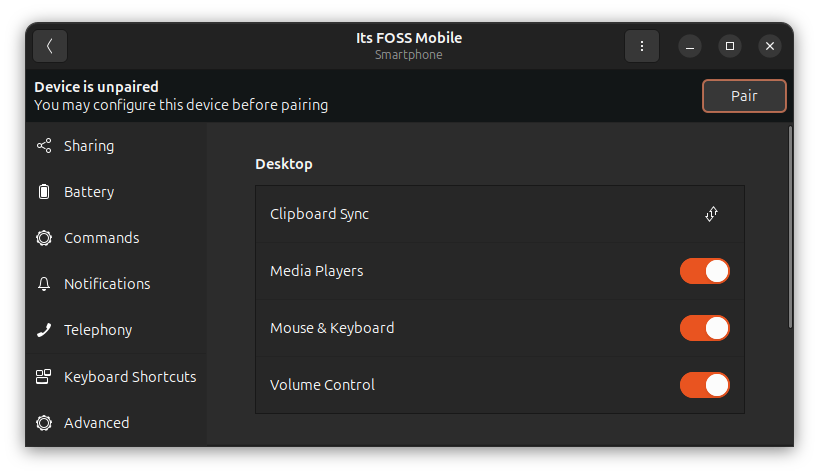 Its FOSS Mobile
Smartphone
Device is unpaired
You may configure this device before pairing
Pair
Sharing
Battery
Commands
Notifications
Telephony
Keyboard Shortcuts
Advanced
Desktop
Clipboard Sync
Media Players
Mouse & Keyboard
Volume Control